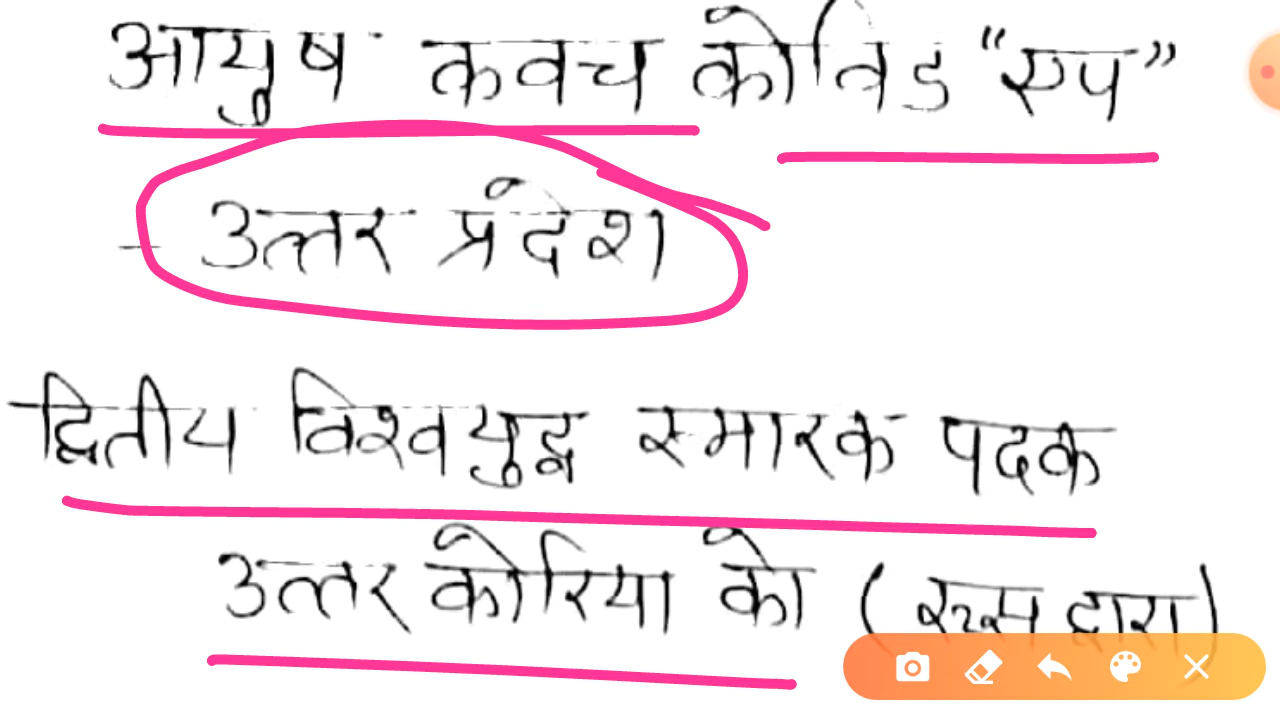 आयुष कवच कोविड "एप"
- उत्तर प्रदेश
द्वितीय विश्वयुद्ध स्मारक पदक
उत्तर कोरिया को (रूस द्वारा)